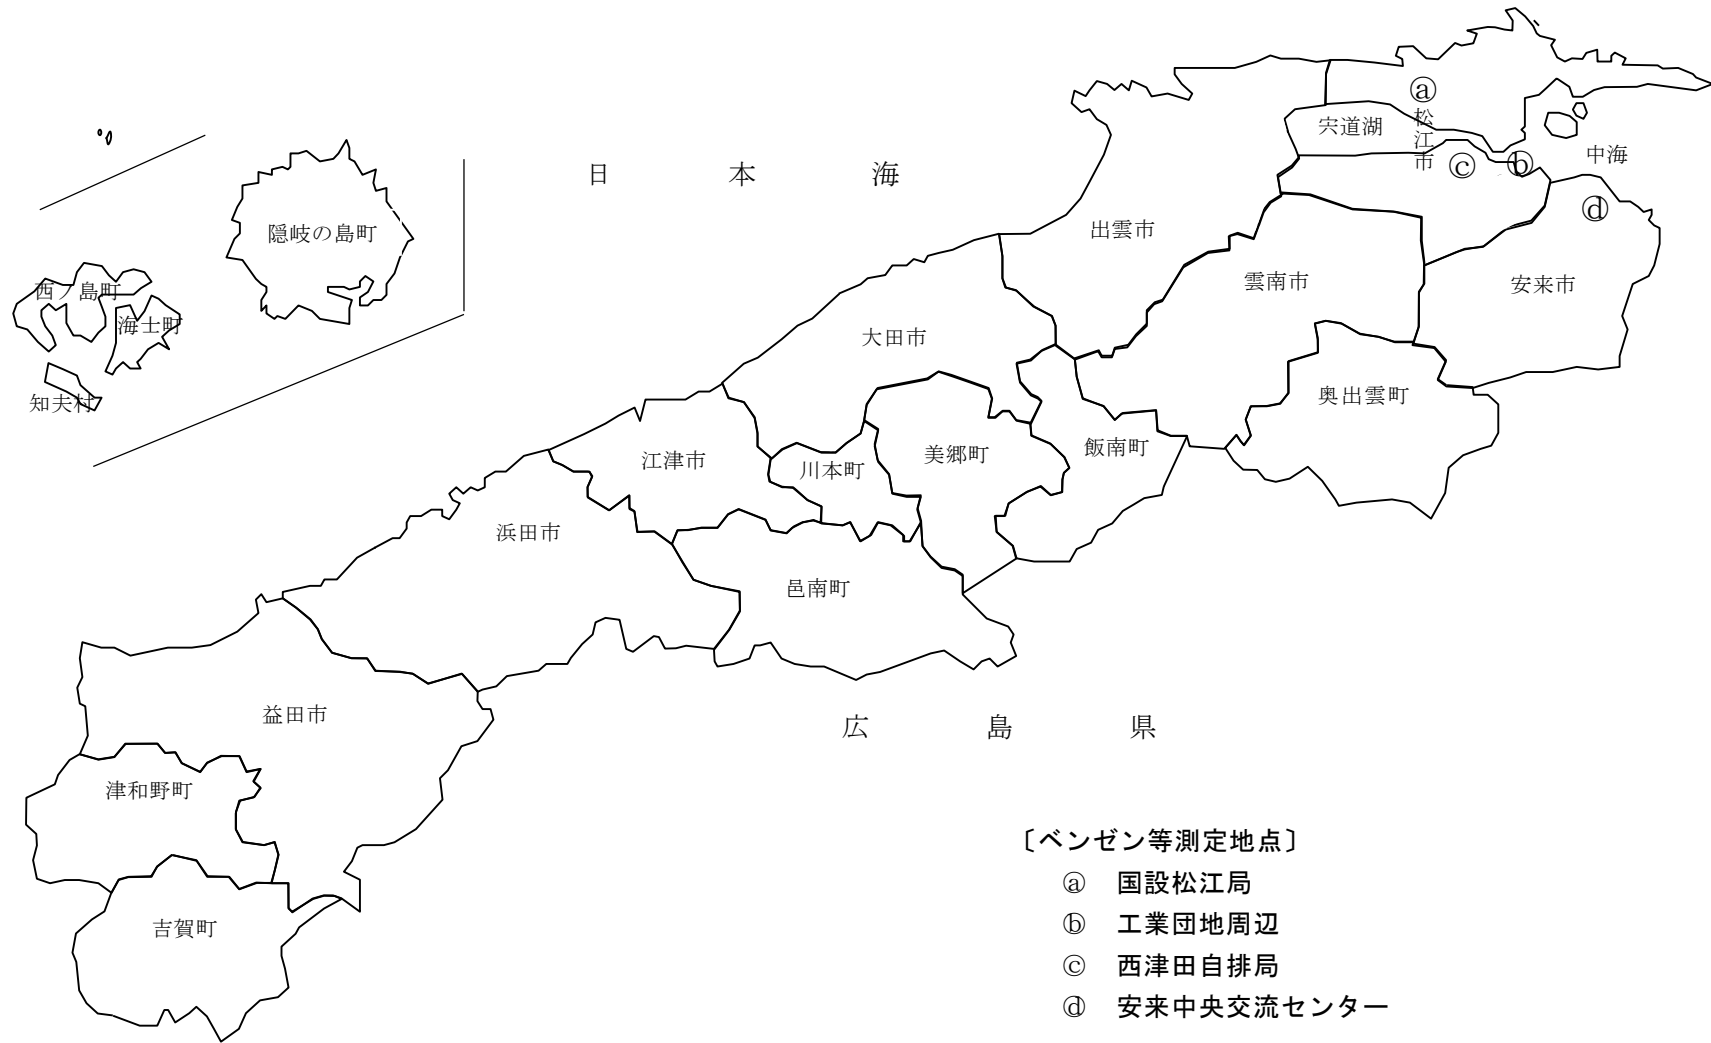 ⓐ
松江市
宍道湖
ⓒ
ⓑ
中海
ⓓ
日本海
出雲市
隠岐の島町
雲南市
安来市
西ノ島町
海士町
大田市
知夫村
奥出雲町
飯南町
美郷町
江津市
川本町
浜田市
邑南町
益田市
広島県
津和野町
吉賀町
〔ベンゼン等測定地点〕
ⓐ 国設松江局
ⓑ 工業団地周辺
ⓒ 西津田自排局
ⓓ 安来中央交流センター